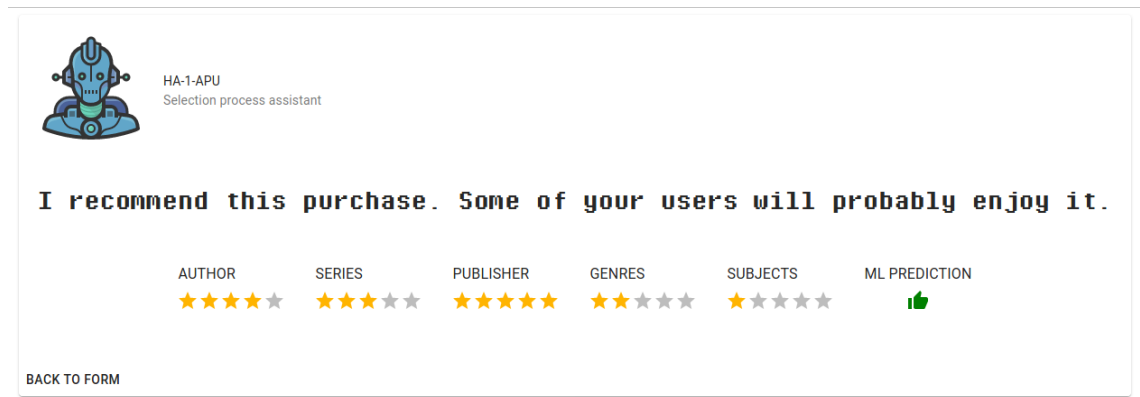 HA-1-APU
Selection process assistant
I recommend this purchase. Some of your users will probably enjoy it.
AUTHOR SERIES PUBLISHER GENRES SUBJECTS ML PREDICTION
BACK TO FORM